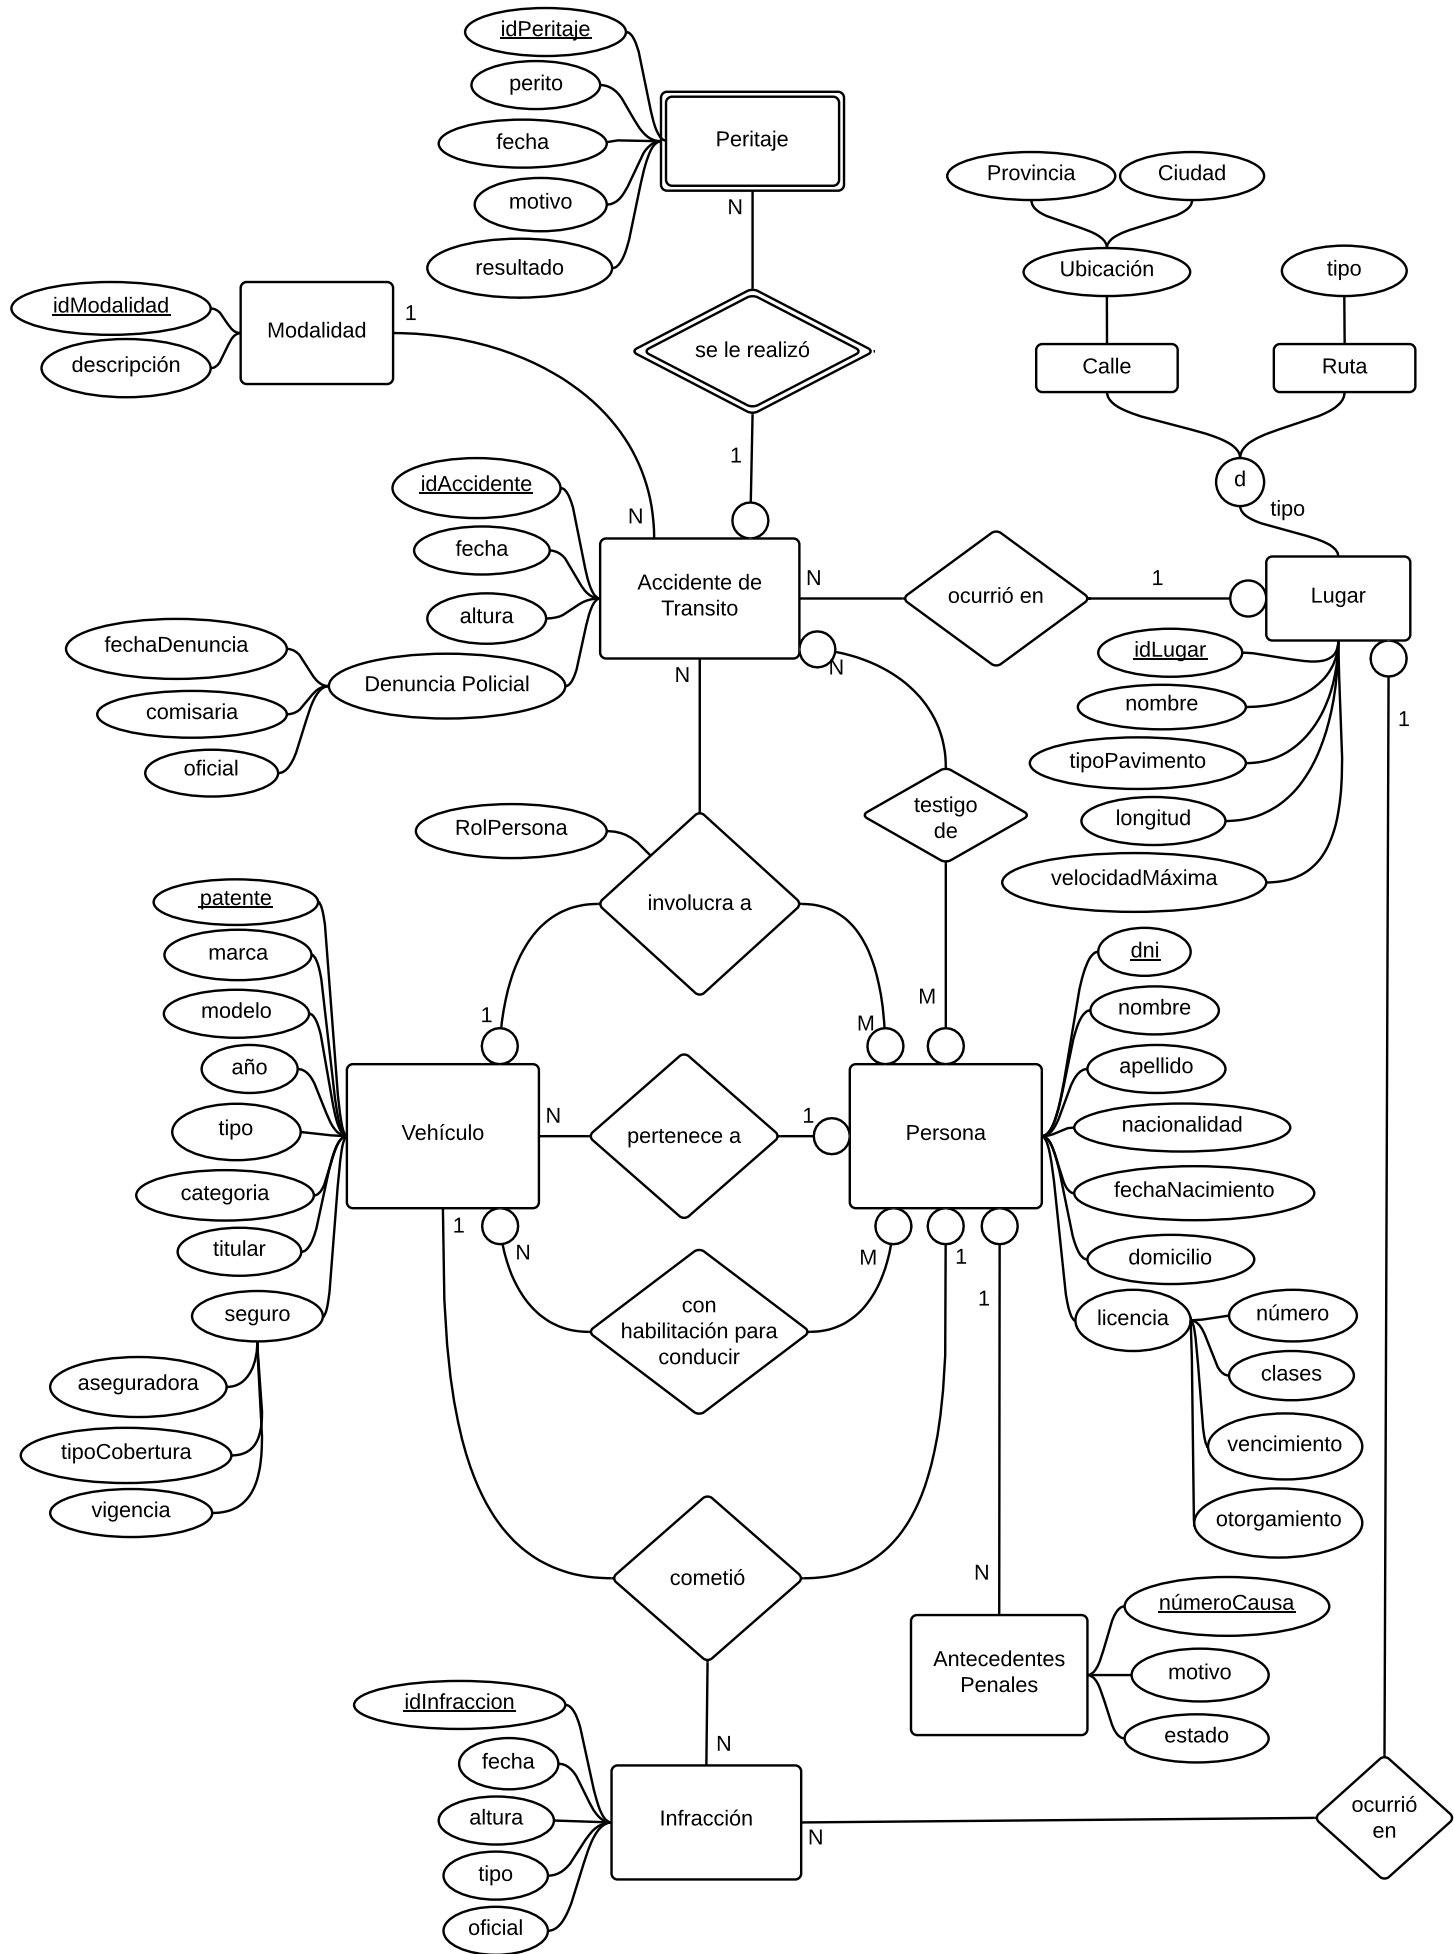 idPeritaje
perito
fecha
motivo
resultado
Peritaje
N
se le realizó
1
Provincia
Ciudad
Ubicación
tipo
Calle
Ruta
d
tipo
idModalidad
descripción
Modalidad
1
N
idAccidente
fecha
altura
Denuncia Policial
fechaDenuncia
comisaria
oficial
Accidente de
Transito
N
ocurrió en
1
Lugar
idLugar
nombre
tipoPavimento
longitud
velocidadMáxima
1
N
N
testigo
de
M
RolPersona
involucra a
1
M
patente
marca
modelo
año
tipo
categoria
titular
seguro
aseguradora
tipoCobertura
vigencia
Vehículo
N
pertenece a
1
Persona
dni
nombre
apellido
nacionalidad
fechaNacimiento
domicilio
licencia
número
clases
vencimiento
otorgamiento
1
N
con
habilitación para
conducir
M
1
1
N
cometió
N
Antecedentes
Penales
númeroCausa
motivo
estado
idInfraccion
fecha
altura
tipo
oficial
Infracción
N
ocurrió
en